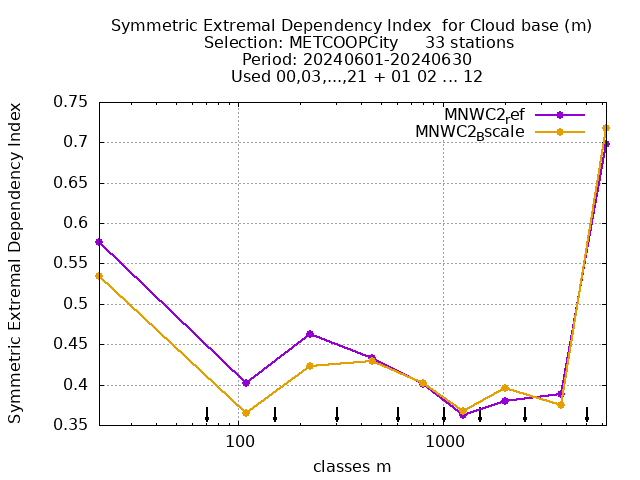 Symmetric Extremal Dependency Index  for Cloud base (m)
Selection: METCOOPCity     33 stations
Period: 20240601-20240630
Used 00,03,...,21 + 01 02 ... 12
Symmetric Extremal Dependency Index
0.75
0.7
0.65
0.6
0.55
0.5
0.45
0.4
0.35
MNWC2ref
MNWC2Bscale
100
1000
classes m